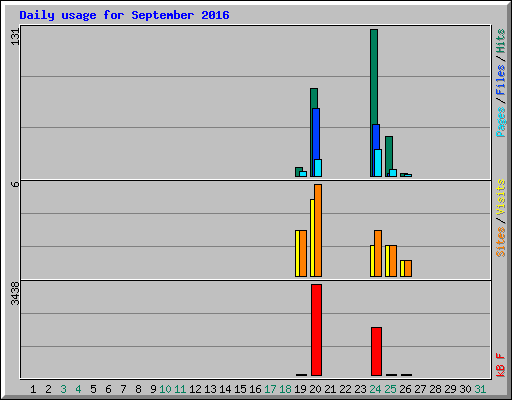 Daily usage for September 2016
131
Pages / Files / Hits
6
Sites / Visits
3438
kB F
1 2 3 4 5 6 7 8 9 10 11 12 13 14 15 16 17 18 19 20 21 22 23 24 25 26 27 28 29 30 31